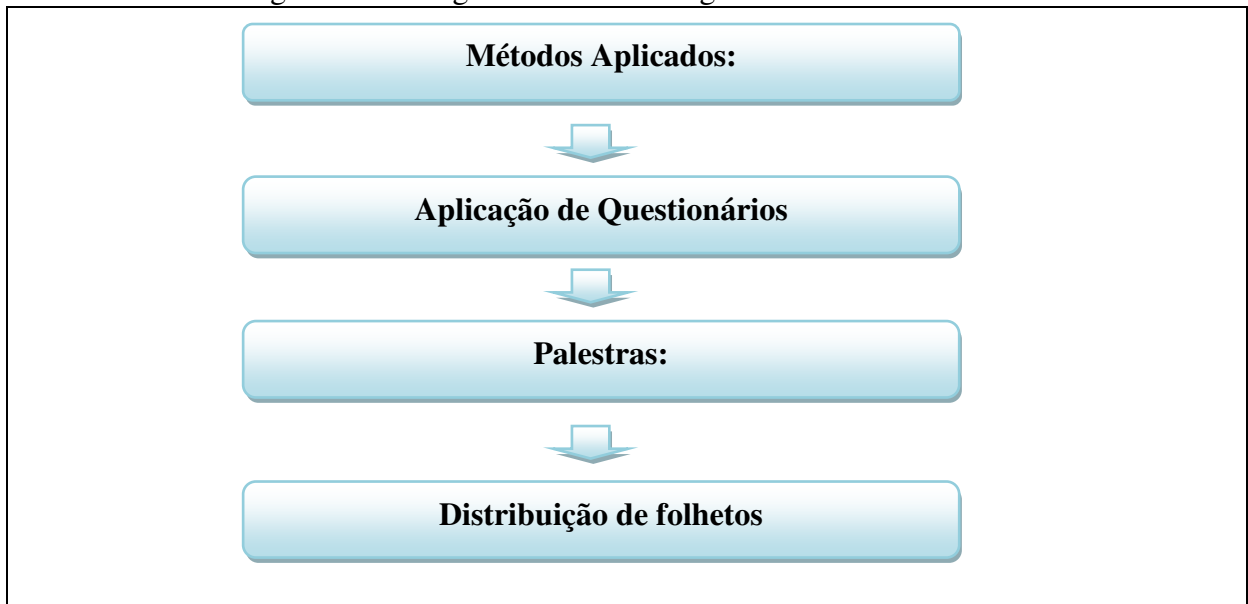 Métodos Aplicados:
Aplicação de Questionários
Palestras:
Distribuição de folhetos